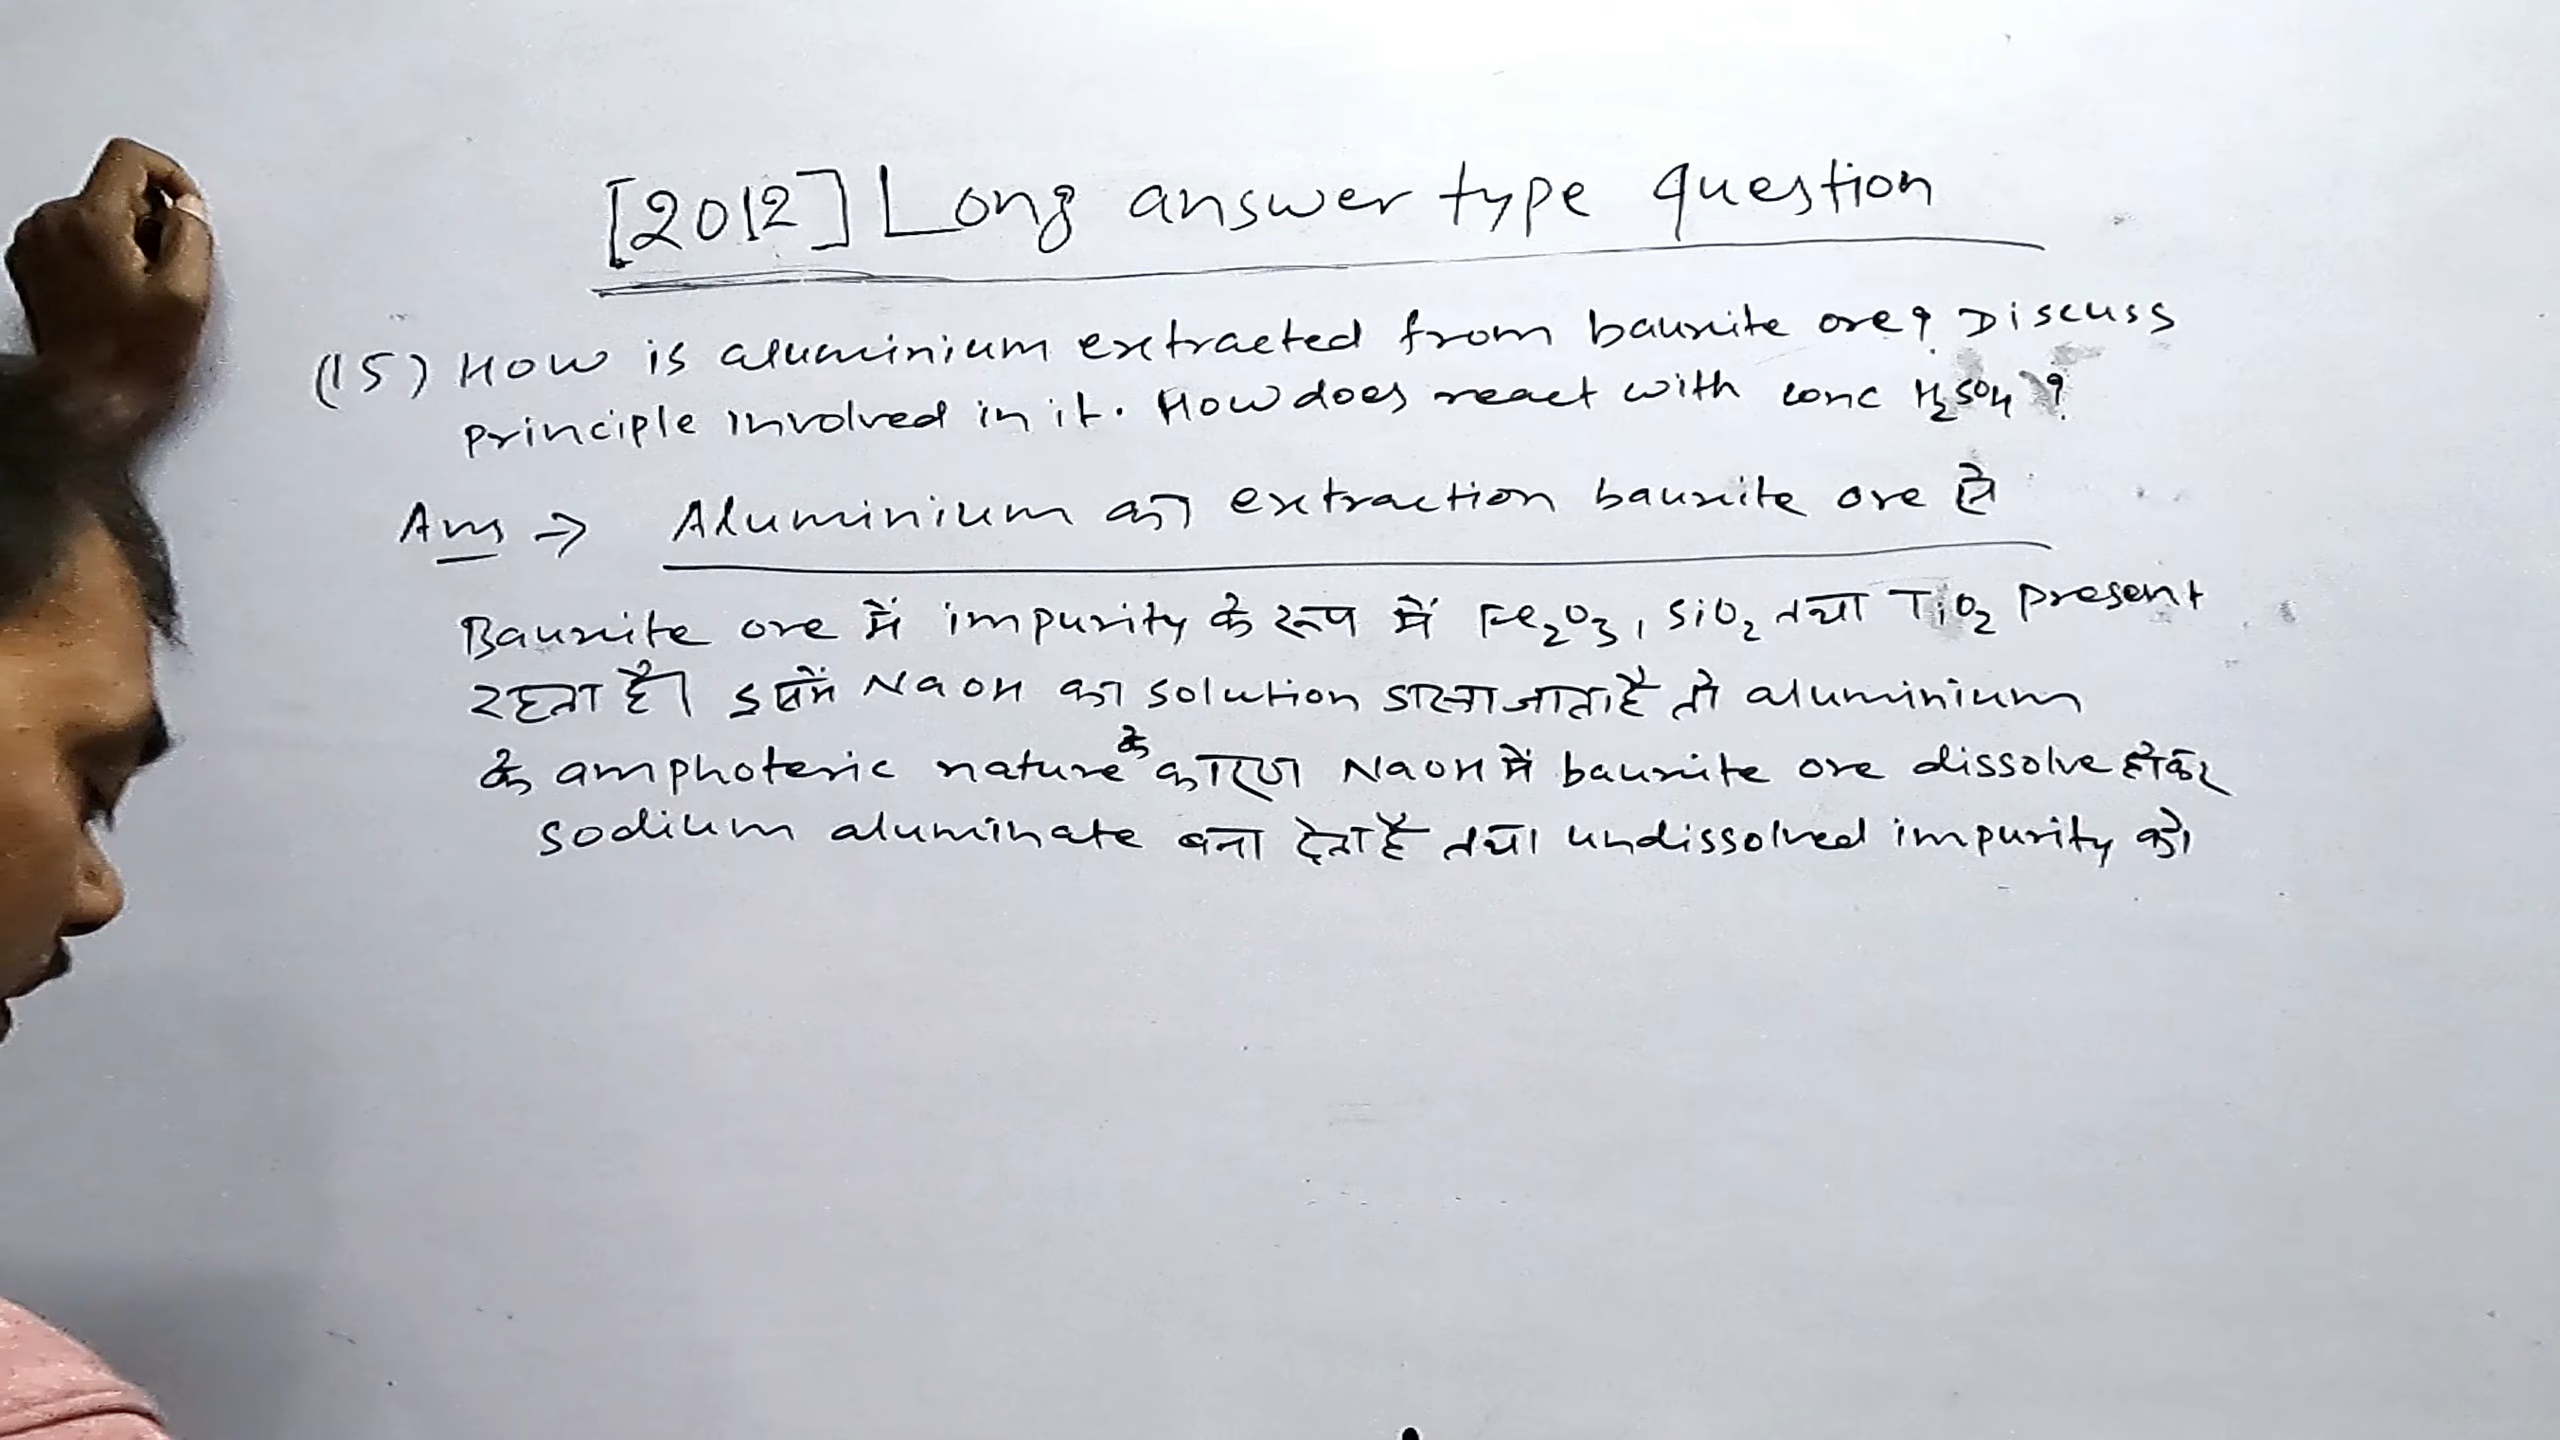 [2012] Long answer type question
(15) How is aluminium extracted from bauxite ore? Discuss
principle involved in it. How does react with conc H₂SO₄?
Ans → Aluminium का extraction bauxite ore से
Bauxite ore में impurity के रूप में Fe₂O₃, SiO₂ तथा TiO₂ present
रहता है। इसमें NaOH का solution डाला जाता है तो aluminium
के amphoteric nature के कारण NaOH में bauxite ore dissolve होकर
sodium aluminate बना देता है तथा undissolved impurity को